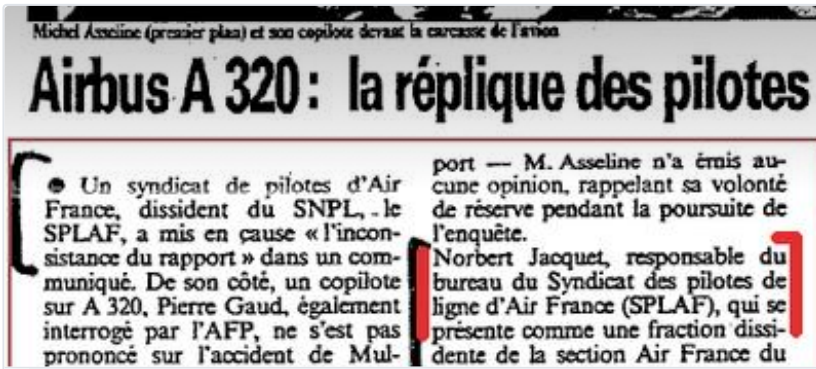 Michel Asseline (premier plan) et son copilote devant la carcasse de l'avion
Airbus A 320 : la réplique des pilotes
● Un syndicat de pilotes d'Air
France, dissident du SNPL, le
SPLAF, a mis en cause « l'incon-
sistance du rapport » dans un com-
muniqué. De son côté, un copilote
sur A 320, Pierre Gaud, également
interrogé par l'AFP, ne s'est pas
prononcé sur l'accident de Mul-
port — M. Asseline n'a émis au-
cune opinion, rappelant sa volonté
de réserve pendant la poursuite de
l'enquête.
Norbert Jacquet, responsable du
bureau du Syndicat des pilotes de
ligne d'Air France (SPLAF), qui se
présente comme une fraction dissi-
dente de la section Air France du